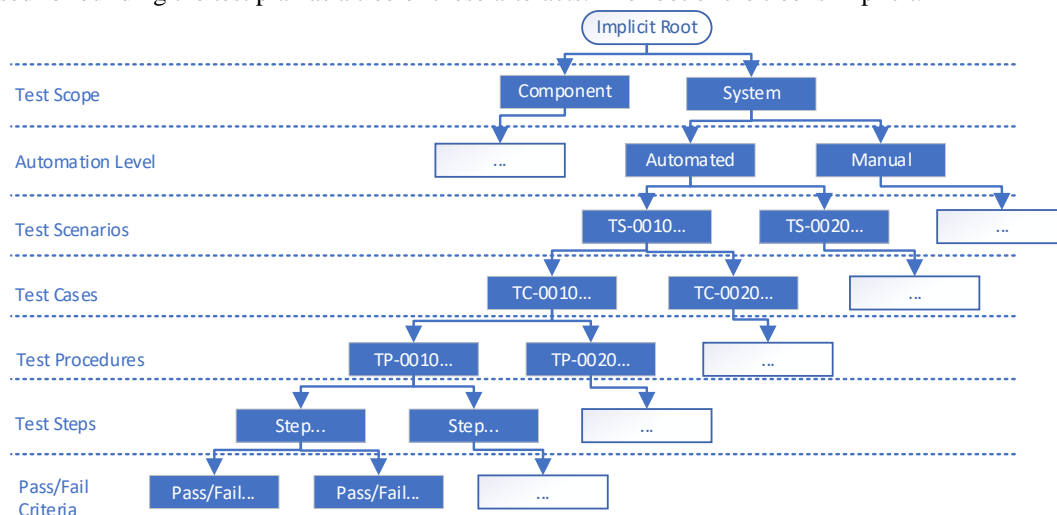 Implicit Root
Test Scope
Component
System
...
Automation Level
Automated
Manual
Test Scenarios
TS-0010...
TS-0020...
...
Test Cases
TC-0010...
TC-0020...
...
Test Procedures
TP-0010...
TP-0020...
...
Test Steps
Step...
Step...
...
Pass/Fail
Criteria
Pass/Fail...
Pass/Fail...
...